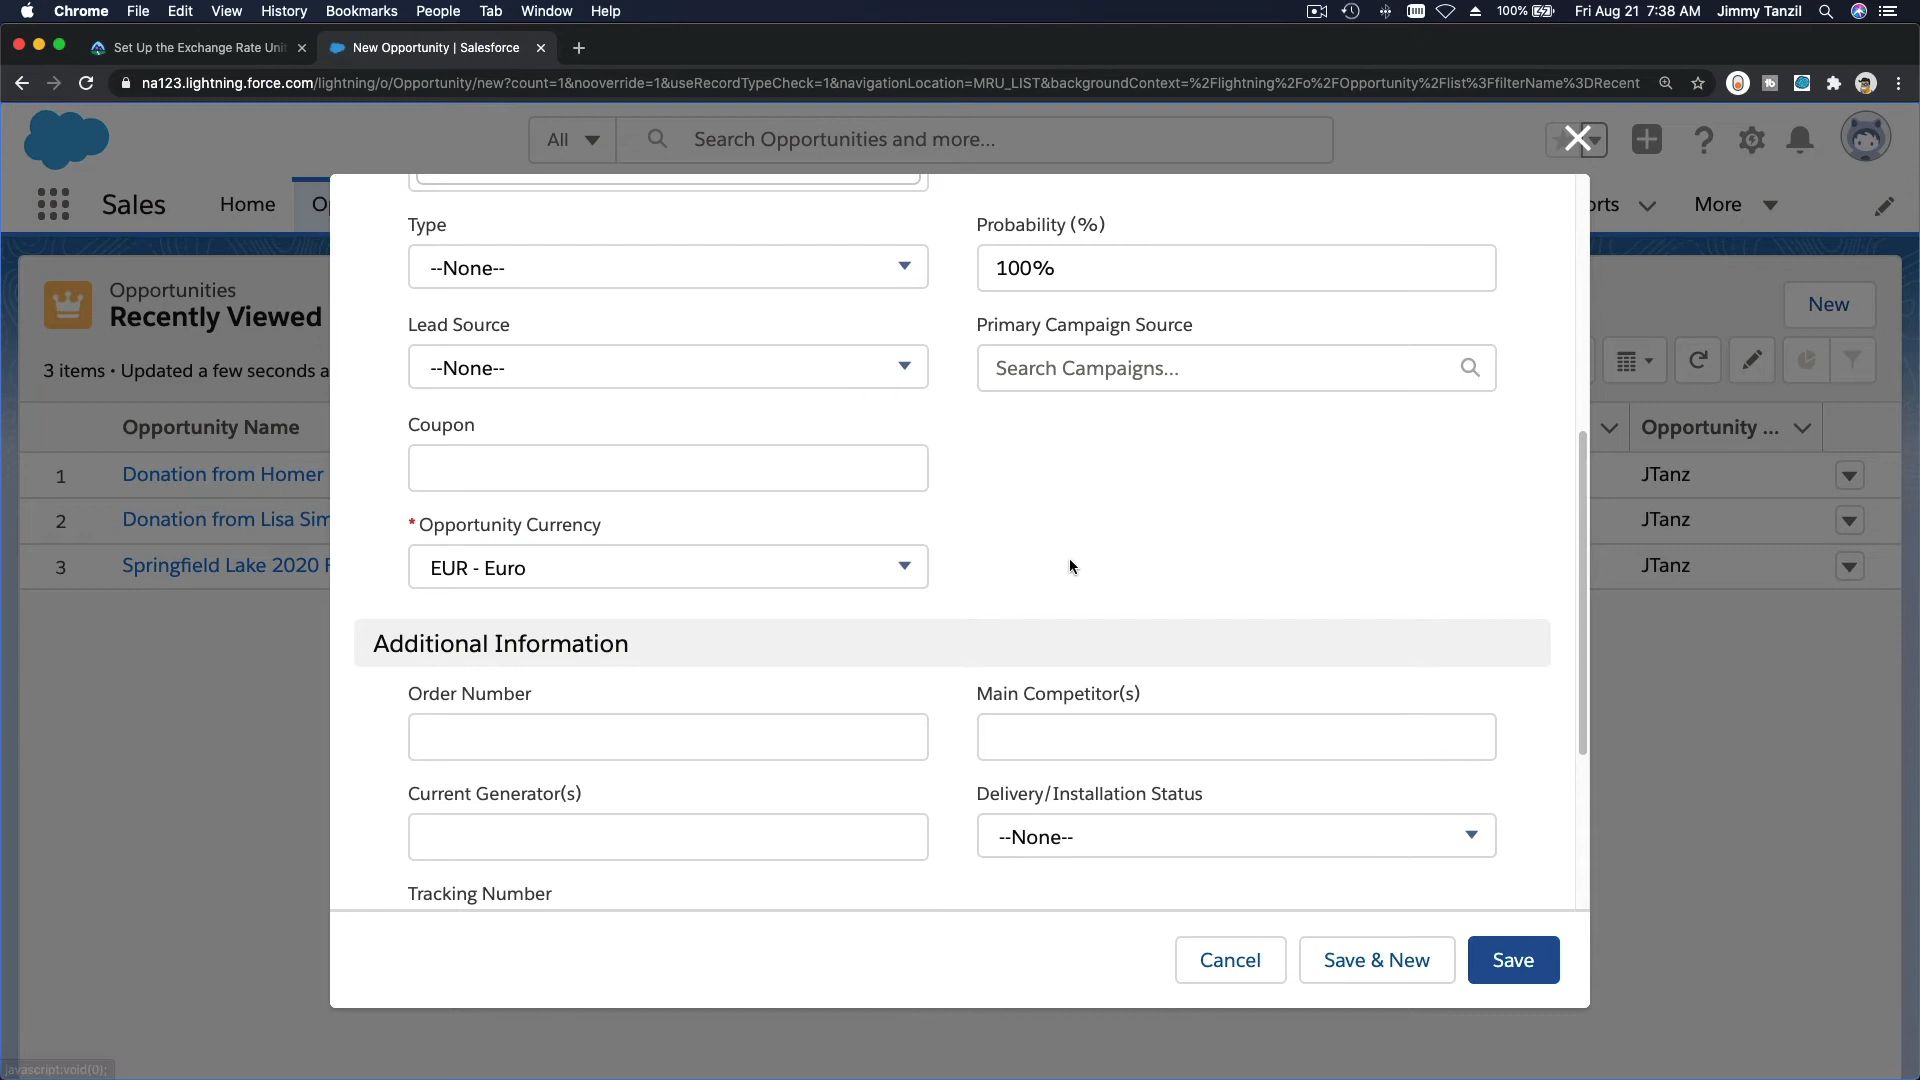 Chrome File Edit View History Bookmarks People Tab Window Help 100% Fri Aug 21 7:38 AM Jimmy Tanzil
Set Up the Exchange Rate Unit
New Opportunity | Salesforce
na123.lightning.force.com/lightning/o/Opportunity/new?count=1&nooverride=1&useRecordTypeCheck=1&navigationLocation=MRU_LIST&backgroundContext=%2Flightning%2Fo%2FOpportunity%2Flist%3FfilterName%3DRecent
All Search Opportunities and more...
Sales Home Op orts More
Type
--None--
Probability (%)
100%
Opportunities
Recently Viewed
New
3 items • Updated a few seconds a
Lead Source
--None--
Primary Campaign Source
Search Campaigns...
Opportunity Name
Opportunity ...
1 Donation from Homer JTanz
2 Donation from Lisa Sim JTanz
3 Springfield Lake 2020 F JTanz
Coupon
* Opportunity Currency
EUR - Euro
Additional Information
Order Number
Main Competitor(s)
Current Generator(s)
Delivery/Installation Status
--None--
Tracking Number
Cancel Save & New Save
javascript:void(0);